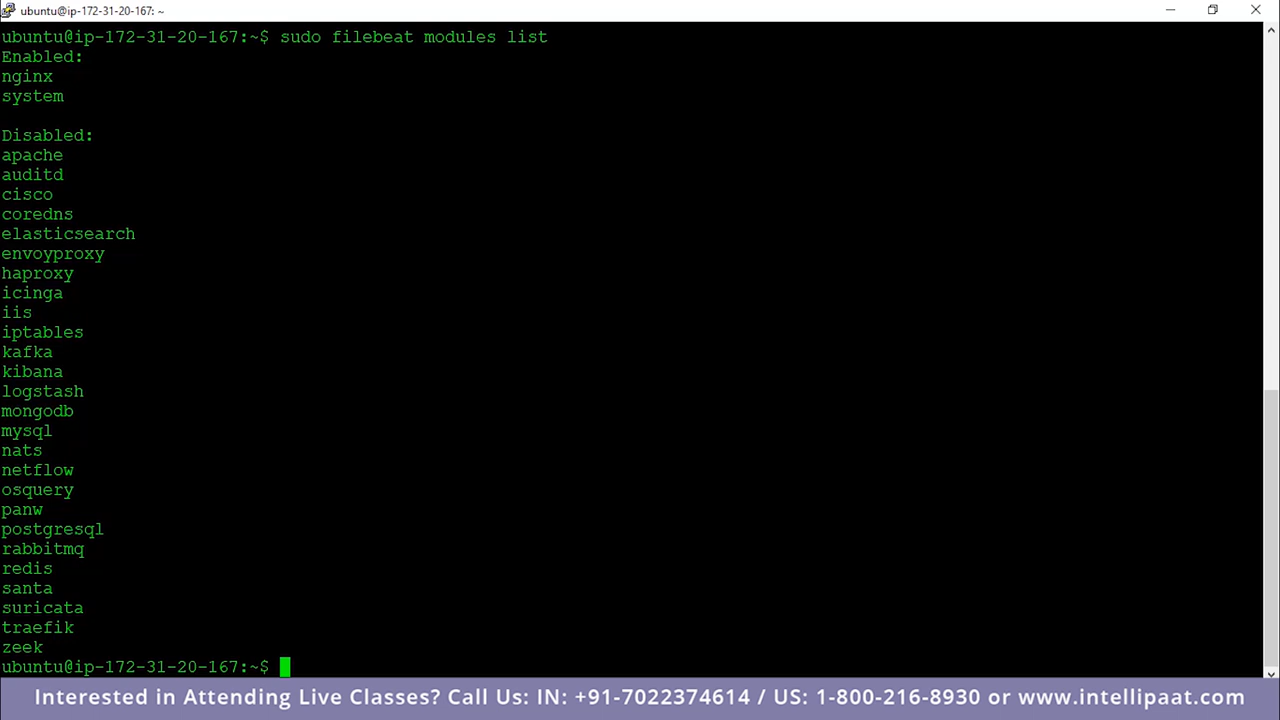 ubuntu@ip-172-31-20-167: ~
ubuntu@ip-172-31-20-167:~$ sudo filebeat modules list
Enabled:
nginx
system
Disabled:
apache
auditd
cisco
coredns
elasticsearch
envoyproxy
haproxy
icinga
iis
iptables
kafka
kibana
logstash
mongodb
mysql
nats
netflow
osquery
panw
postgresql
rabbitmq
redis
santa
suricata
traefik
zeek
ubuntu@ip-172-31-20-167:~$
Interested in Attending Live Classes? Call Us: IN: +91-7022374614 / US: 1-800-216-8930 or www.intellipaat.com